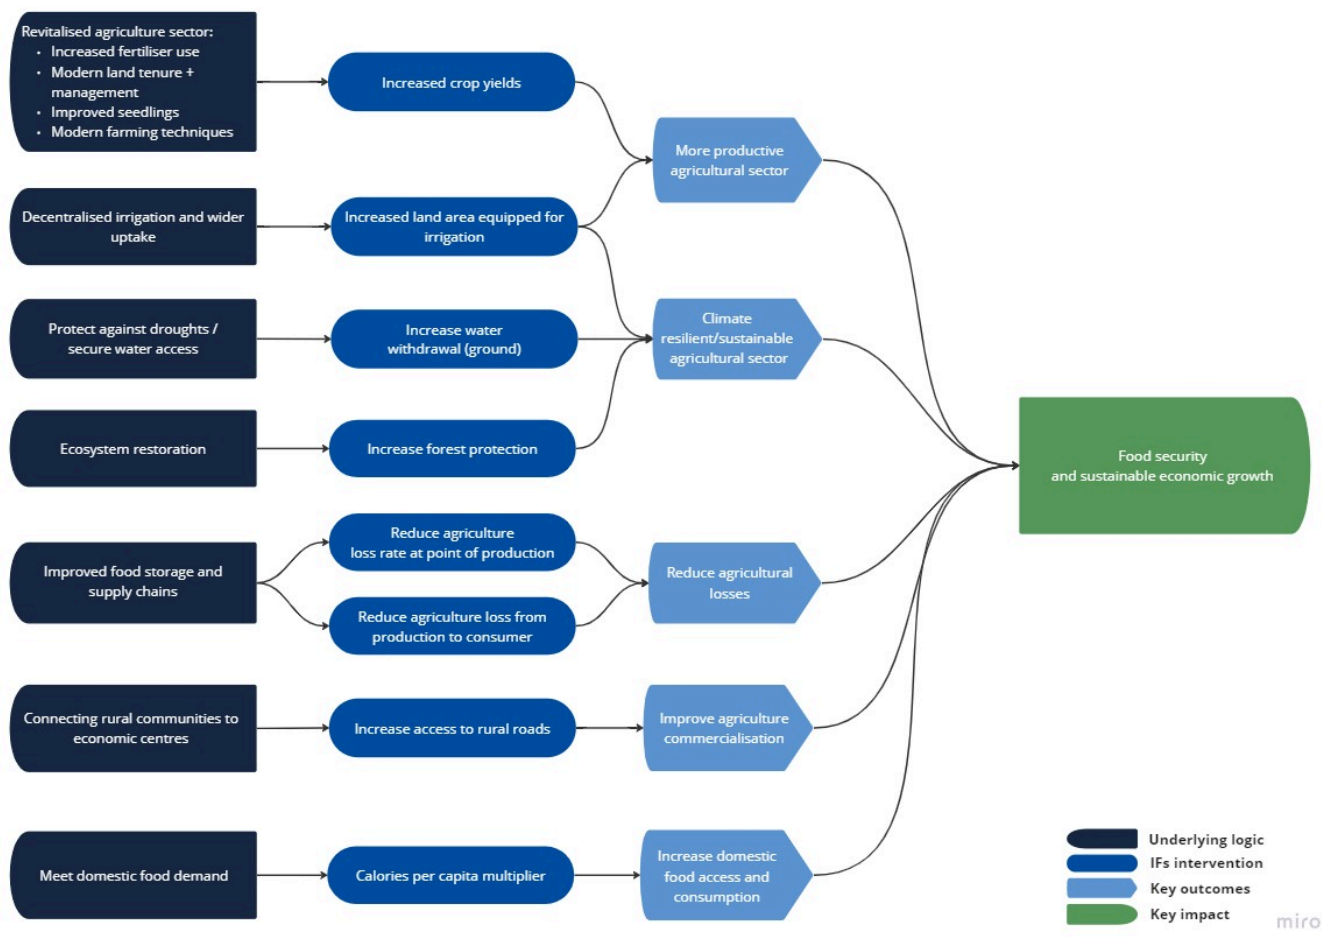 Revitalised agriculture sector:
• Increased fertiliser use
• Modern land tenure +
management
• Improved seedlings
• Modern farming techniques
Increased crop yields
More productive
agricultural sector
Decentralised irrigation and wider
uptake
Increased land area equipped for
irrigation
Protect against droughts /
secure water access
Increase water
withdrawal (ground)
Climate
resilient/sustainable
agricultural sector
Ecosystem restoration
Increase forest protection
Food security
and sustainable economic growth
Improved food storage and
supply chains
Reduce agriculture
loss rate at point of production
Reduce agriculture loss from
production to consumer
Reduce agricultural
losses
Connecting rural communities to
economic centres
Increase access to rural roads
Improve agriculture
commercialisation
Meet domestic food demand
Calories per capita multiplier
Increase domestic
food access and
consumption
Underlying logic
IFs intervention
Key outcomes
Key impact
miro